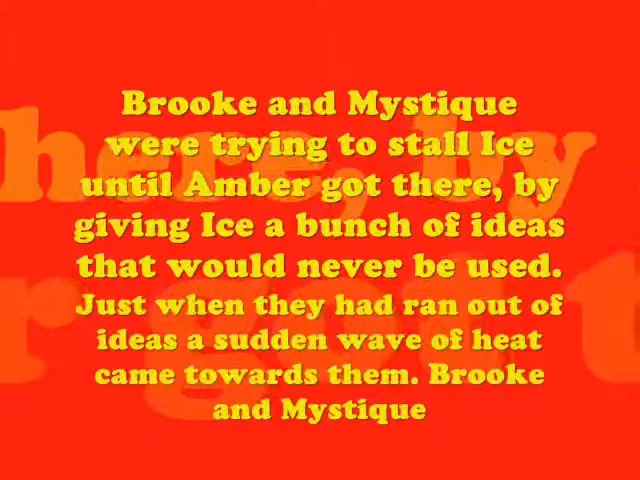 Brooke and Mystique
were trying to stall Ice
until Amber got there, by
giving Ice a bunch of ideas
that would never be used.
Just when they had ran out of
ideas a sudden wave of heat
came towards them. Brooke
and Mystique